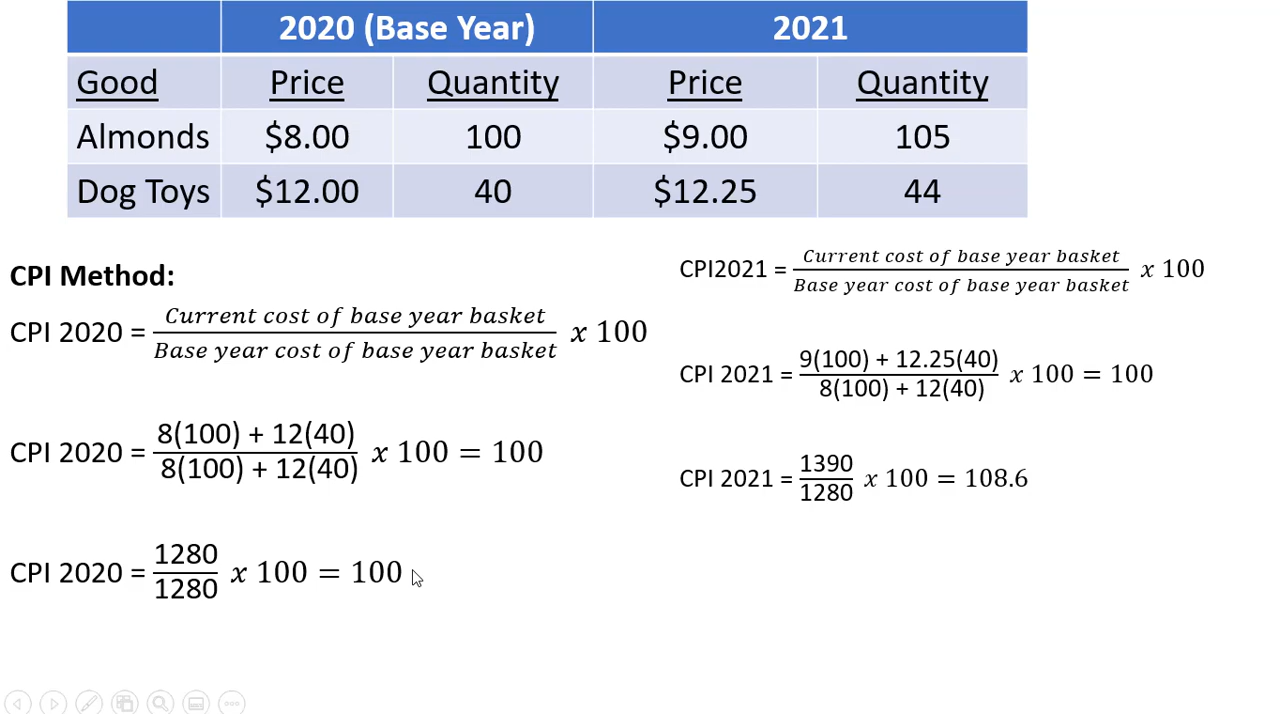 2020 (Base Year) 2021
Good Price Quantity Price Quantity
Almonds $8.00 100 $9.00 105
Dog Toys $12.00 40 $12.25 44
CPI Method:
CPI 2020 = Current cost of base year basket / Base year cost of base year basket x 100
CPI 2020 = 8(100) + 12(40) / 8(100) + 12(40) x 100 = 100
CPI 2020 = 1280 / 1280 x 100 = 100
CPI2021 = Current cost of base year basket / Base year cost of base year basket x 100
CPI 2021 = 9(100) + 12.25(40) / 8(100) + 12(40) x 100 = 100
CPI 2021 = 1390 / 1280 x 100 = 108.6